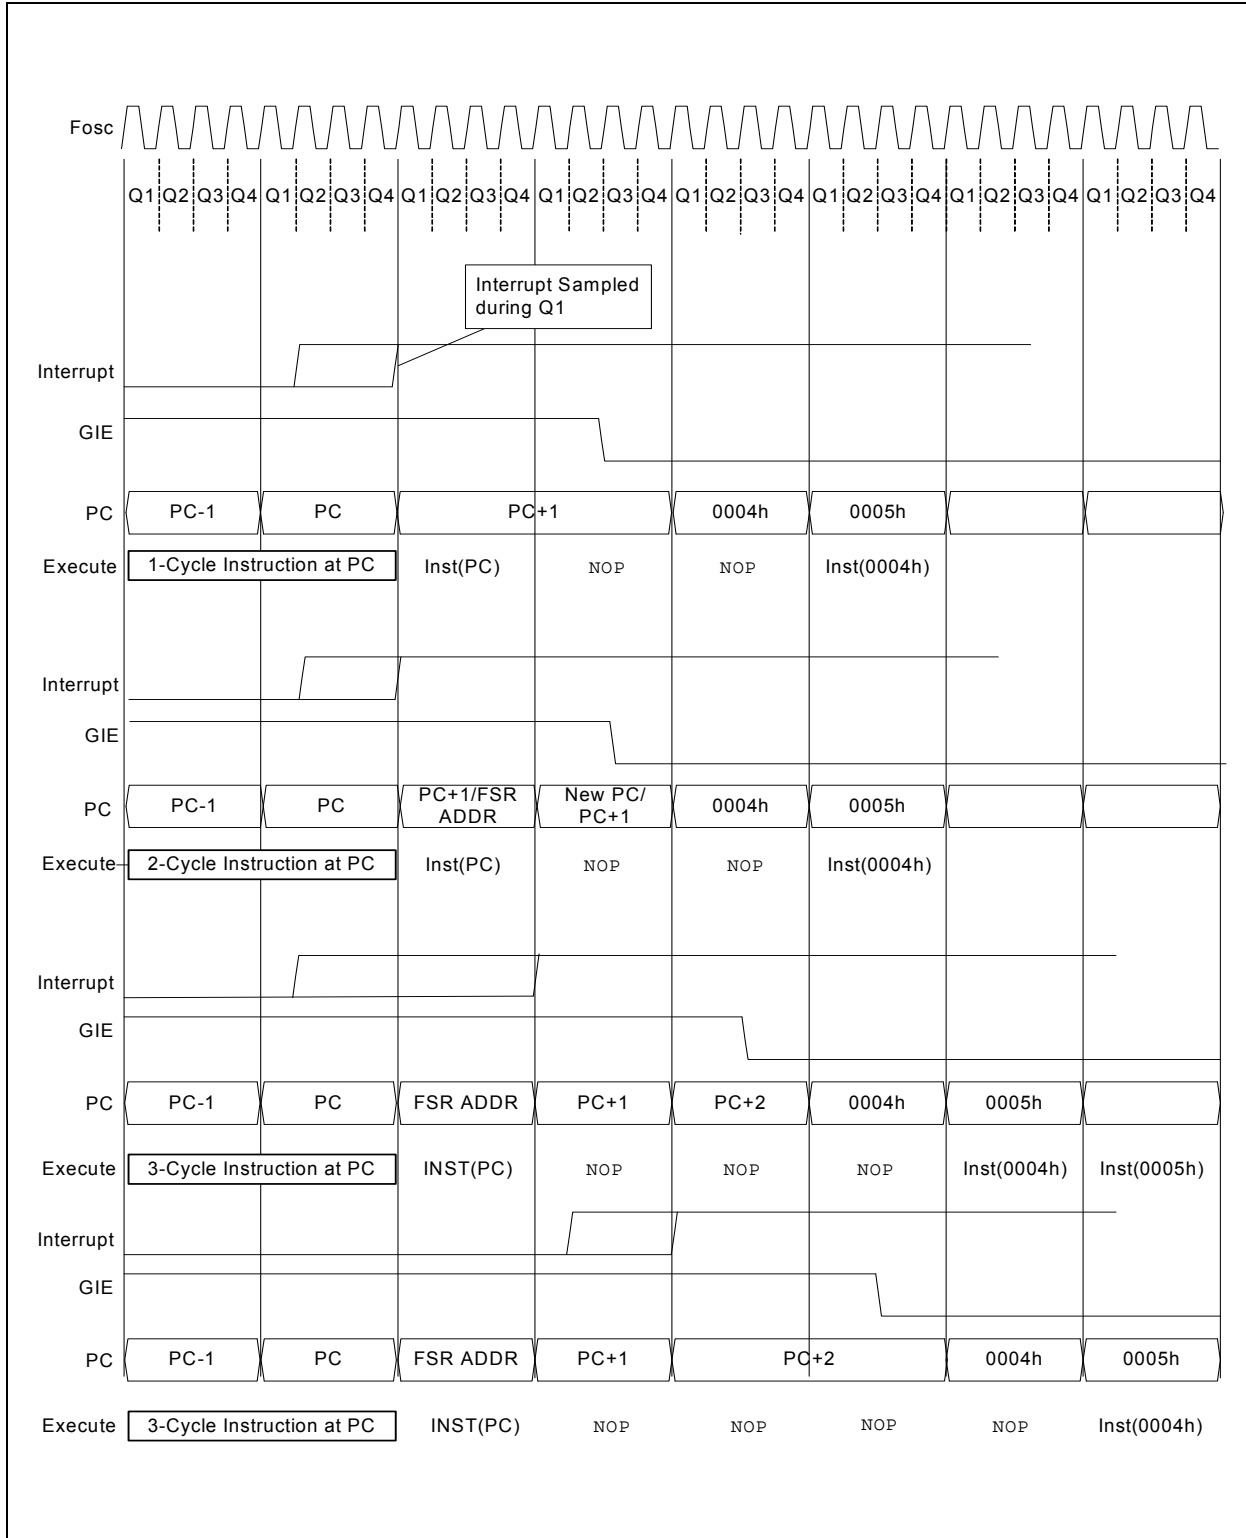 Fosc
Q1 Q2 Q3 Q4 Q1 Q2 Q3 Q4 Q1 Q2 Q3 Q4 Q1 Q2 Q3 Q4 Q1 Q2 Q3 Q4 Q1 Q2 Q3 Q4 Q1 Q2 Q3 Q4 Q1 Q2 Q3 Q4
Interrupt Sampled
during Q1
Interrupt
GIE
PC PC-1 PC PC+1 0004h 0005h
Execute 1-Cycle Instruction at PC Inst(PC) NOP NOP Inst(0004h)
Interrupt
GIE
PC PC-1 PC PC+1/FSR ADDR New PC/ PC+1 0004h 0005h
Execute 2-Cycle Instruction at PC Inst(PC) NOP NOP Inst(0004h)
Interrupt
GIE
PC PC-1 PC FSR ADDR PC+1 PC+2 0004h 0005h
Execute 3-Cycle Instruction at PC INST(PC) NOP NOP NOP Inst(0004h) Inst(0005h)
Interrupt
GIE
PC PC-1 PC FSR ADDR PC+1 PC+2 0004h 0005h
Execute 3-Cycle Instruction at PC INST(PC) NOP NOP NOP NOP Inst(0004h)